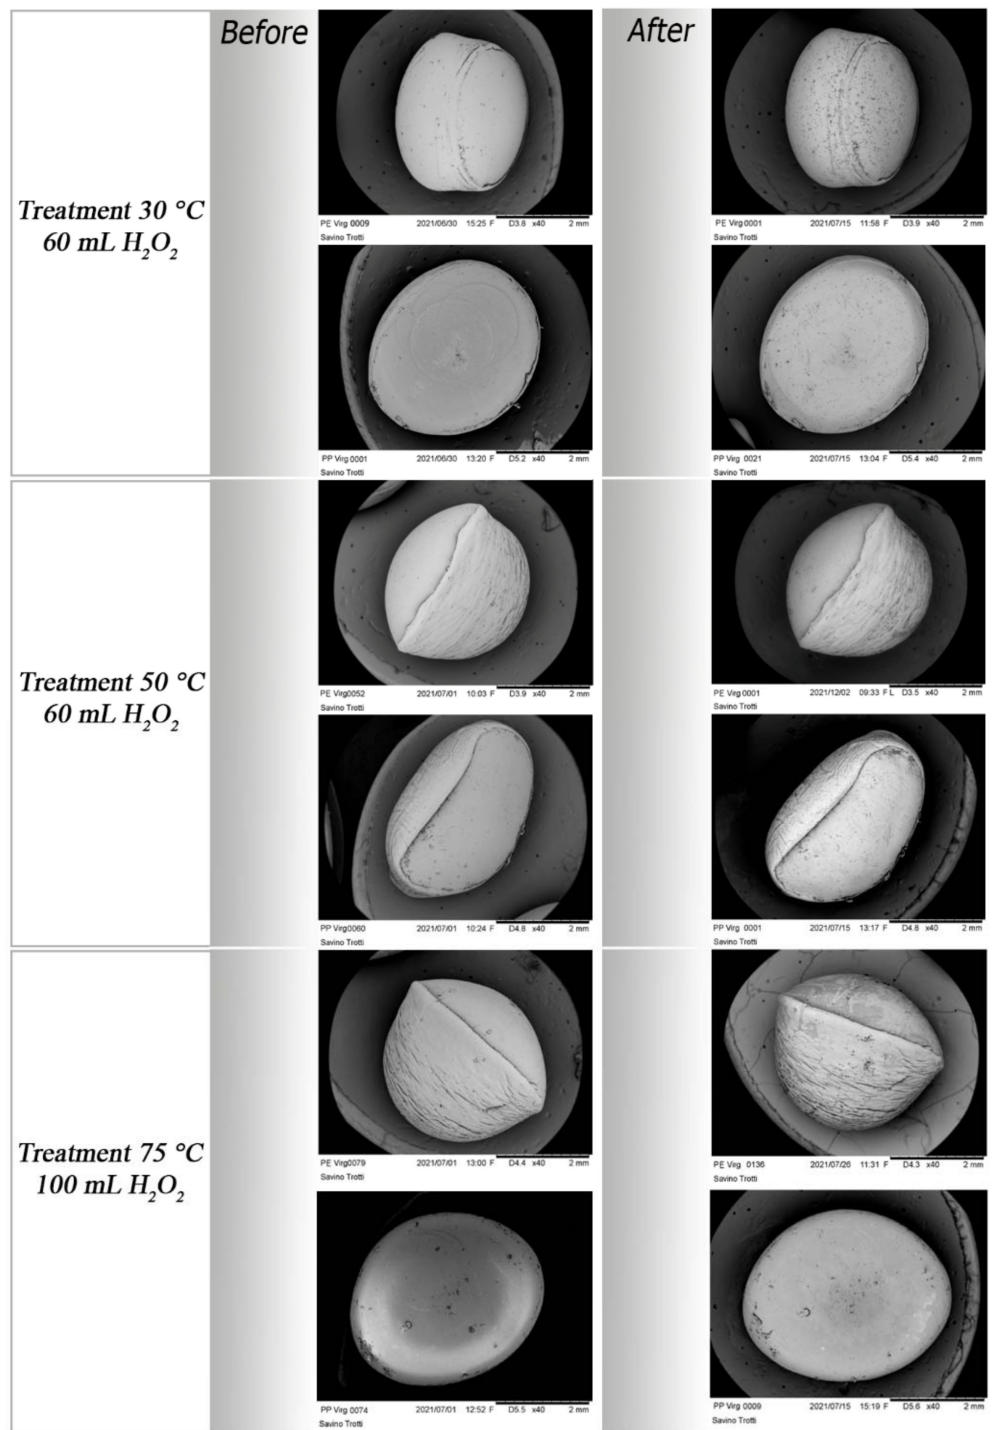 Before
After
Treatment 30 °C
60 mL H₂O₂
PE Virg 0009 2021/06/30 15:25 F D3.8 x40 2 mm
Savino Trotti
PE Virg 0001 2021/07/15 11:58 F D3.9 x40 2 mm
Savino Trotti
PP Virg 0001 2021/06/30 13:20 F D5.2 x40 2 mm
Savino Trotti
PP Virg 0021 2021/07/15 13:04 F D5.4 x40 2 mm
Savino Trotti
Treatment 50 °C
60 mL H₂O₂
PE Virg0052 2021/07/01 10:03 F D3.9 x40 2 mm
Savino Trotti
PE Virg 0001 2021/12/02 09:33 F L D3.5 x40 2 mm
Savino Trotti
PP Virg0060 2021/07/01 10:24 F D4.8 x40 2 mm
Savino Trotti
PP Virg 0001 2021/07/15 13:17 F D4.8 x40 2 mm
Savino Trotti
Treatment 75 °C
100 mL H₂O₂
PE Virg0079 2021/07/01 13:00 F D4.4 x40 2 mm
Savino Trotti
PE Virg 0136 2021/07/26 11:31 F D4.3 x40 2 mm
Savino Trotti
PP Virg 0074 2021/07/01 12:52 F D5.5 x40 2 mm
Savino Trotti
PP Virg 0009 2021/07/15 15:19 F D5.6 x40 2 mm
Savino Trotti